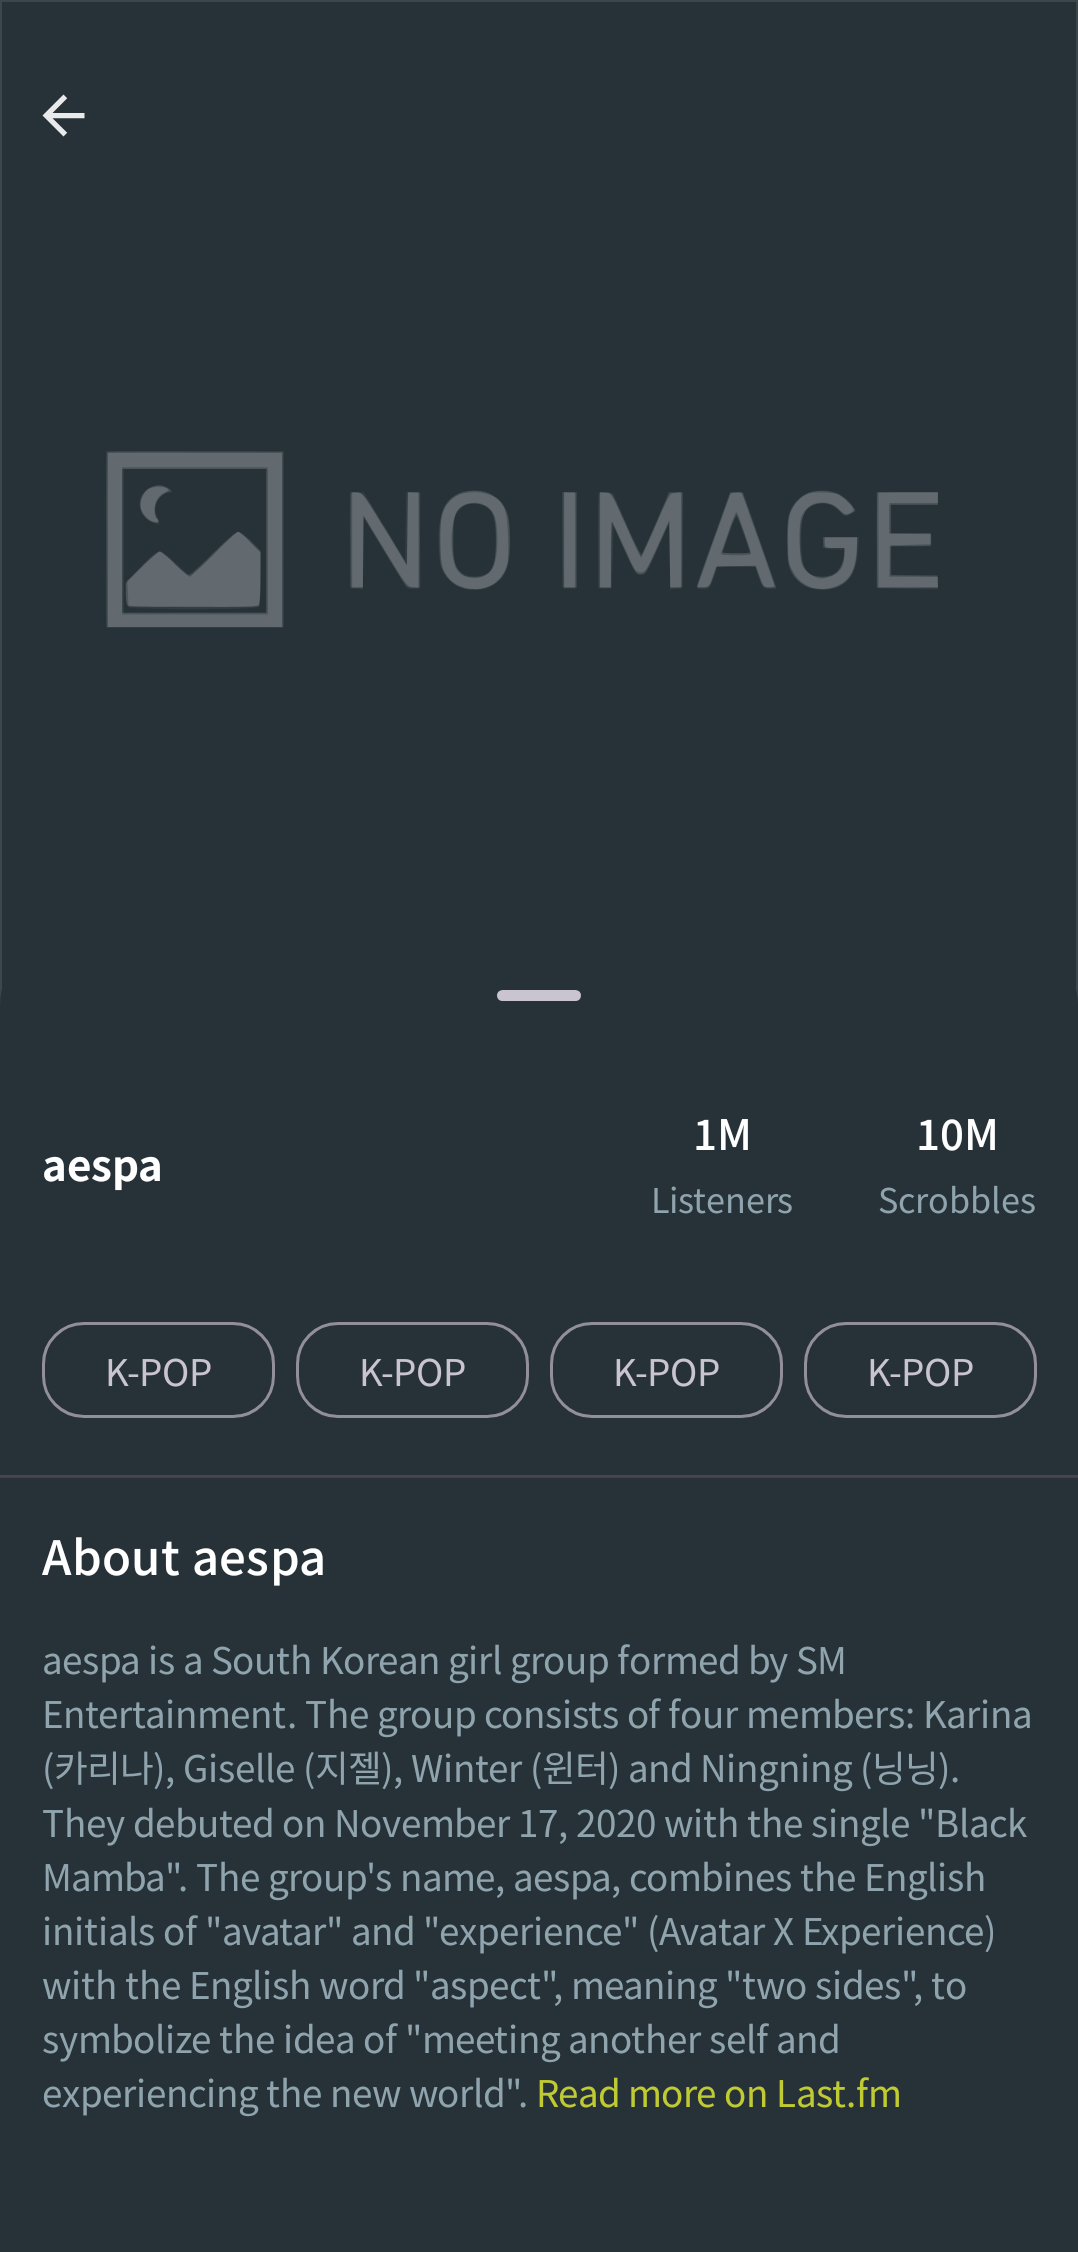 NO IMAGE
aespa
1M
Listeners
10M
Scrobbles
K-POP
K-POP
K-POP
K-POP
About aespa
aespa is a South Korean girl group formed by SM
Entertainment. The group consists of four members: Karina
(카리나), Giselle (지젤), Winter (윈터) and Ningning (닝닝).
They debuted on November 17, 2020 with the single "Black
Mamba". The group's name, aespa, combines the English
initials of "avatar" and "experience" (Avatar X Experience)
with the English word "aspect", meaning "two sides", to
symbolize the idea of "meeting another self and
experiencing the new world". Read more on Last.fm